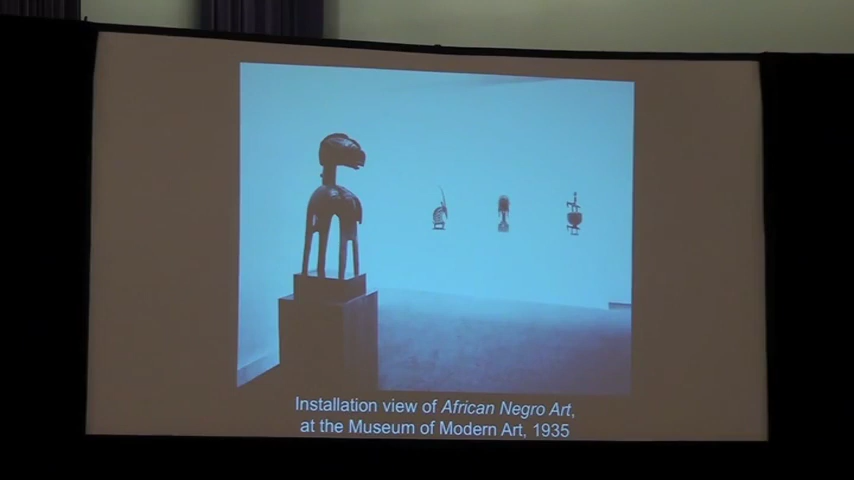 Installation view of African Negro Art,
at the Museum of Modern Art, 1935